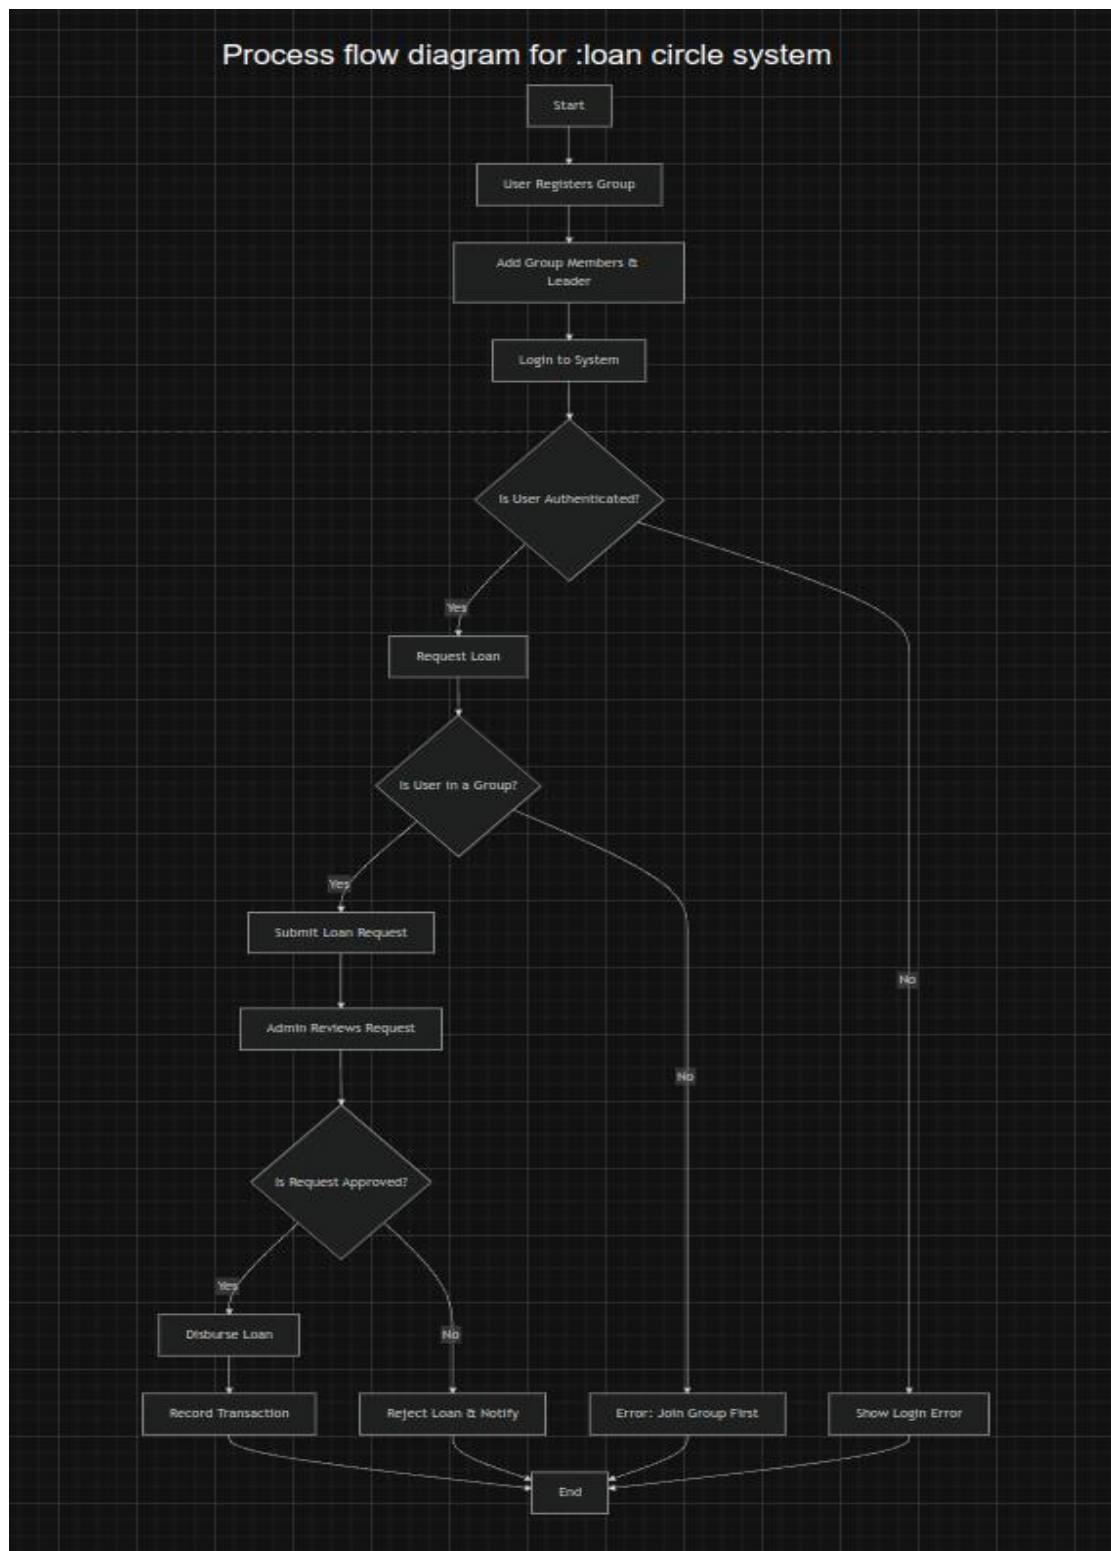 Process flow diagram for :loan circle system
Start
User Registers Group
Add Group Members &
Leader
Login to System
Is User Authenticated?
Yes
Request Loan
Is User in a Group?
Yes
Submit Loan Request
No
Admin Reviews Request
No
Is Request Approved?
Yes
Disburse Loan
No
Record Transaction
Reject Loan & Notify
Error: Join Group First
Show Login Error
End